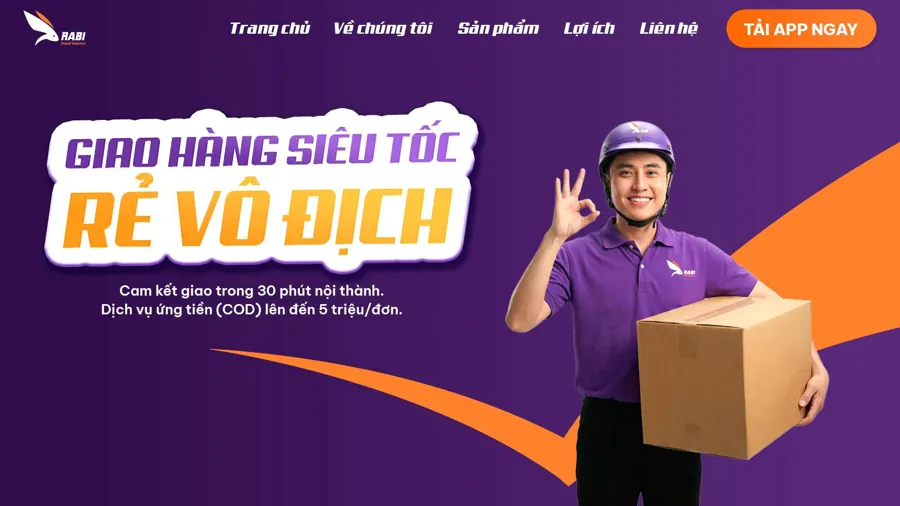 RABI
Trang chủ Về chúng tôi Sản phẩm Lợi ích Liên hệ TẢI APP NGAY
GIAO HÀNG SIÊU TỐC
RẺ VÔ ĐỊCH
Cam kết giao trong 30 phút nội thành.
Dịch vụ ứng tiền (COD) lên đến 5 triệu/đơn.
RABI